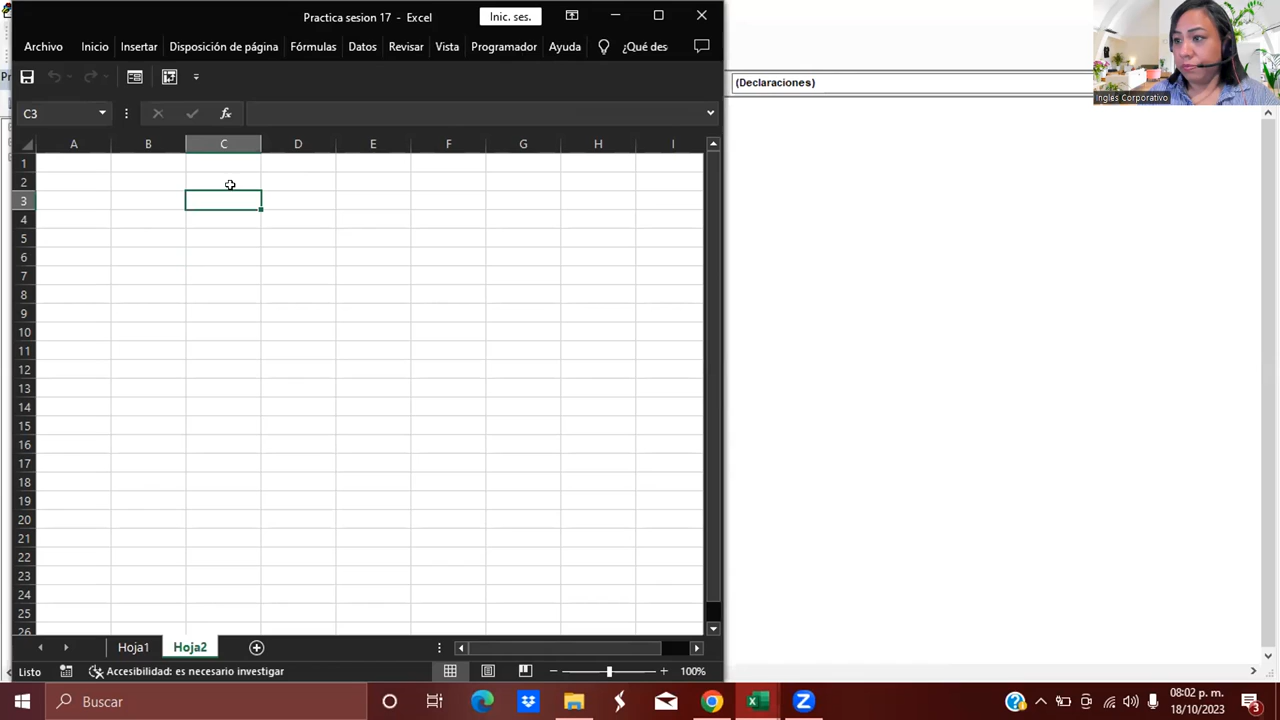 Practica sesion 17 - Excel
Inic. ses.
Archivo Inicio Insertar Disposición de página Fórmulas Datos Revisar Vista Programador Ayuda ¿Qué des
C3
fx
A B C D E F G H I
1
2
3
4
5
6
7
8
9
10
11
12
13
14
15
16
17
18
19
20
21
22
23
24
25
26
Hoja1 Hoja2
Listo Accesibilidad: es necesario investigar 100%
(Declaraciones)
Ingles Corporativo
Buscar
08:02 p. m.
18/10/2023
3